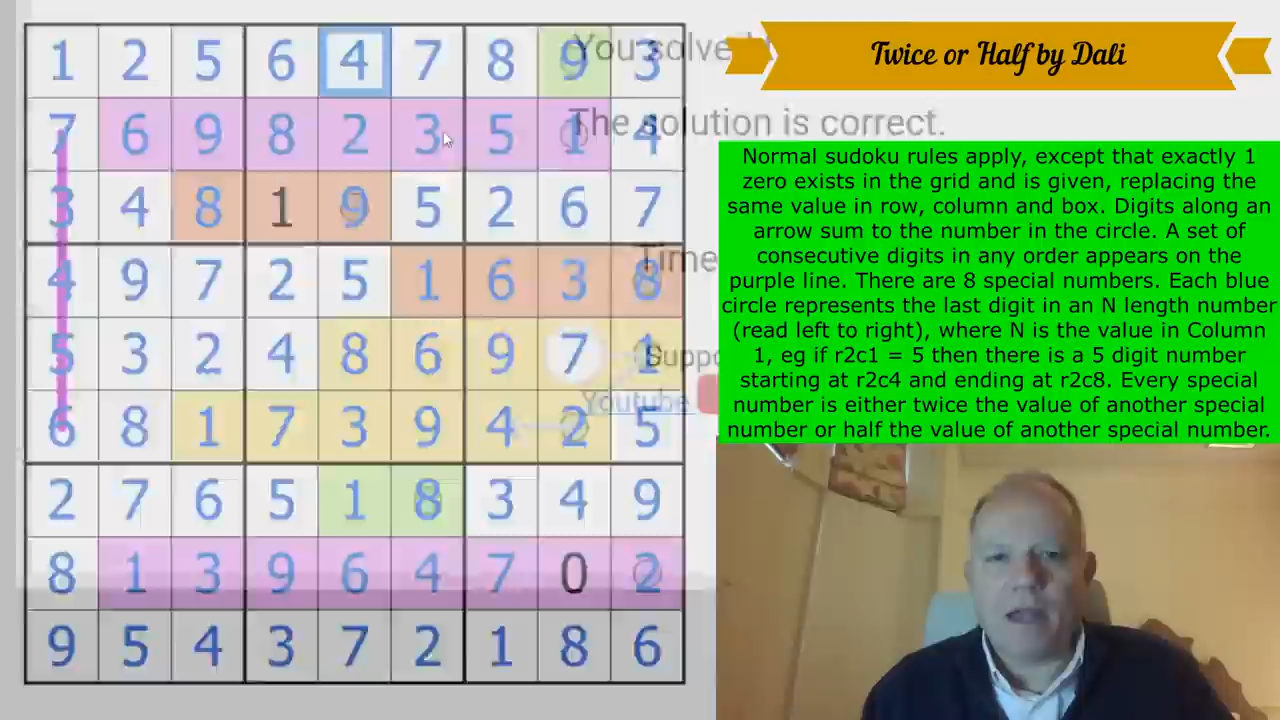 Twice or Half by Dali
You solved
The solution is correct.
Time
Suppo
Youtube
Normal sudoku rules apply, except that exactly 1
zero exists in the grid and is given, replacing the
same value in row, column and box. Digits along an
arrow sum to the number in the circle. A set of
consecutive digits in any order appears on the
purple line. There are 8 special numbers. Each blue
circle represents the last digit in an N length number
(read left to right), where N is the value in Column
1, eg if r2c1 = 5 then there is a 5 digit number
starting at r2c4 and ending at r2c8. Every special
number is either twice the value of another special
number or half the value of another special number.
1 2 5 6 4 7 8 9 3
7 6 9 8 2 3 5 1 4
3 4 8 1 9 5 2 6 7
4 9 7 2 5 1 6 3 8
5 3 2 4 8 6 9 7 1
6 8 1 7 3 9 4 2 5
2 7 6 5 1 8 3 4 9
8 1 3 9 6 4 7 0 2
9 5 4 3 7 2 1 8 6